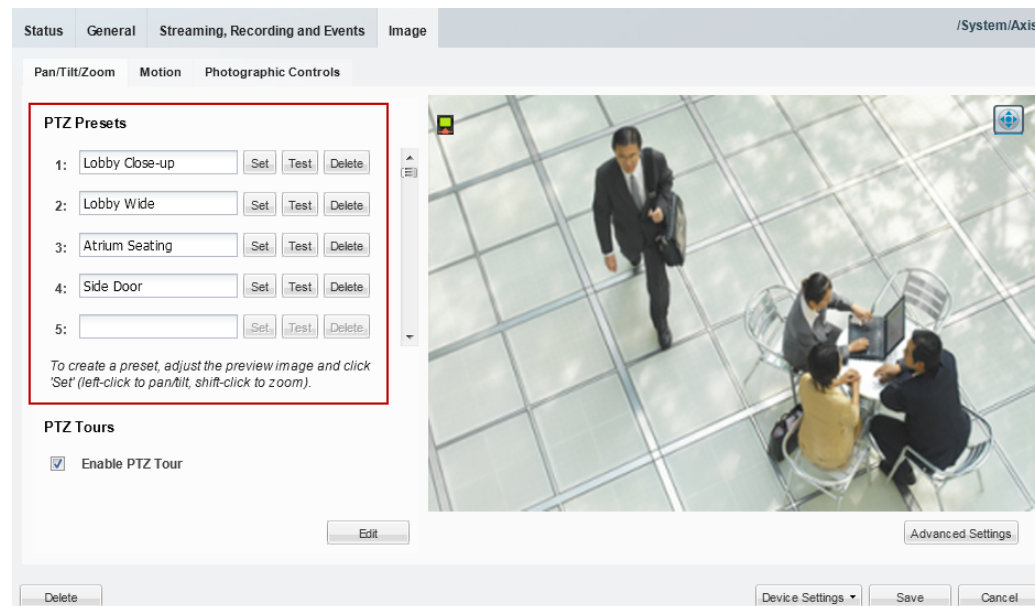 Status General Streaming, Recording and Events Image /System/Axis
Pan/Tilt/Zoom Motion Photographic Controls
PTZ Presets
1: Lobby Close-up Set Test Delete
2: Lobby Wide Set Test Delete
3: Atrium Seating Set Test Delete
4: Side Door Set Test Delete
5: Set Test Delete
To create a preset, adjust the preview image and click
'Set' (left-click to pan/tilt, shift-click to zoom).
PTZ Tours
Enable PTZ Tour
Edit Advanced Settings
Delete Device Settings Save Cancel